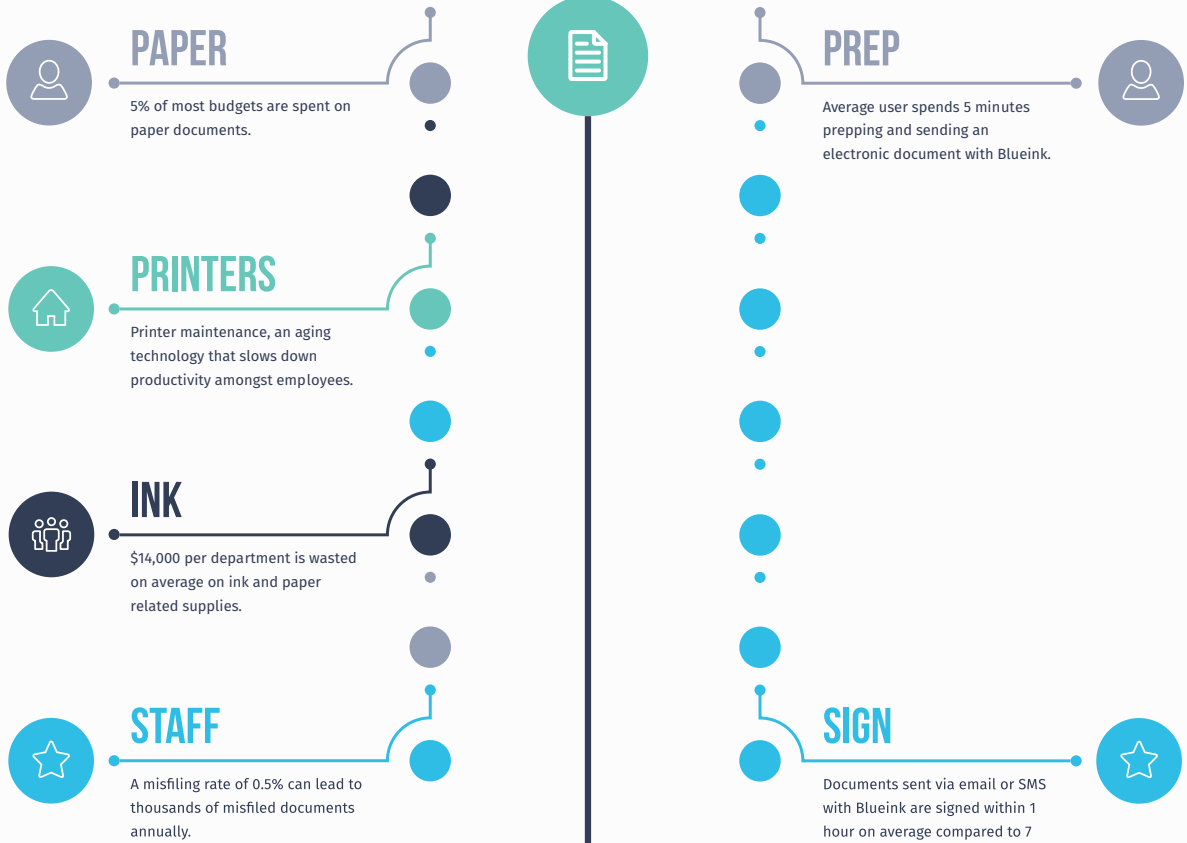 PAPER
5% of most budgets are spent on
paper documents.
PRINTERS
Printer maintenance, an aging
technology that slows down
productivity amongst employees.
INK
$14,000 per department is wasted
on average on ink and paper
related supplies.
STAFF
A misfiling rate of 0.5% can lead to
thousands of misfiled documents
annually.
PREP
Average user spends 5 minutes
prepping and sending an
electronic document with Blueink.
SIGN
Documents sent via email or SMS
with Blueink are signed within 1
hour on average compared to 7